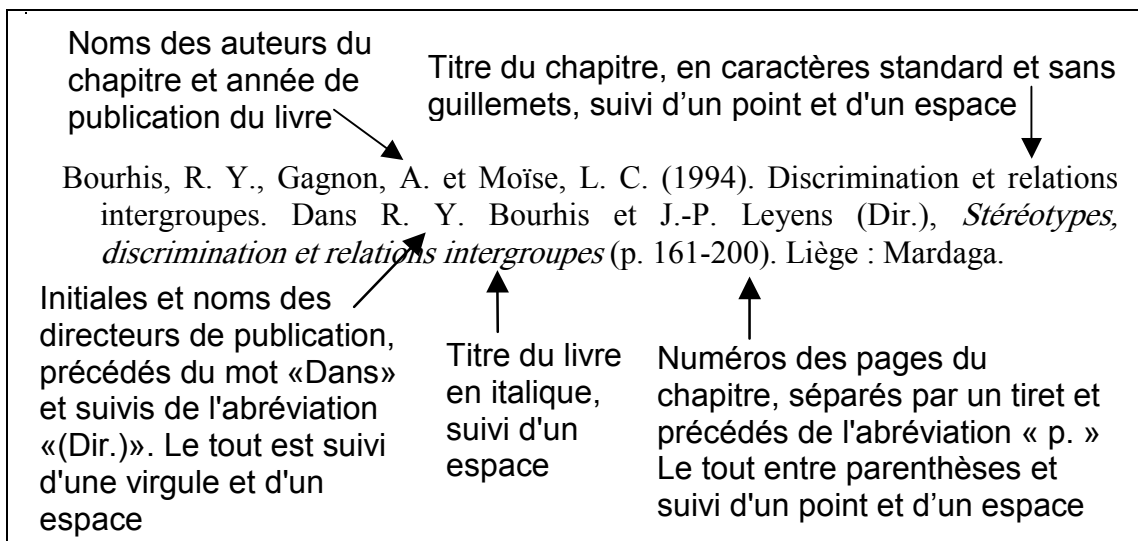 Noms des auteurs du
chapitre et année de
publication du livre
Titre du chapitre, en caractères standard et sans
guillemets, suivi d’un point et d'un espace
Bourhis, R. Y., Gagnon, A. et Moïse, L. C. (1994). Discrimination et relations
intergroupes. Dans R. Y. Bourhis et J.-P. Leyens (Dir.), Stéréotypes,
discrimination et relations intergroupes (p. 161-200). Liège : Mardaga.
Initiales et noms des
directeurs de publication,
précédés du mot «Dans»
et suivis de l'abréviation
«(Dir.)». Le tout est suivi
d'une virgule et d'un
espace
Titre du livre
en italique,
suivi d'un
espace
Numéros des pages du
chapitre, séparés par un tiret et
précédés de l'abréviation « p. »
Le tout entre parenthèses et
suivi d'un point et d’un espace